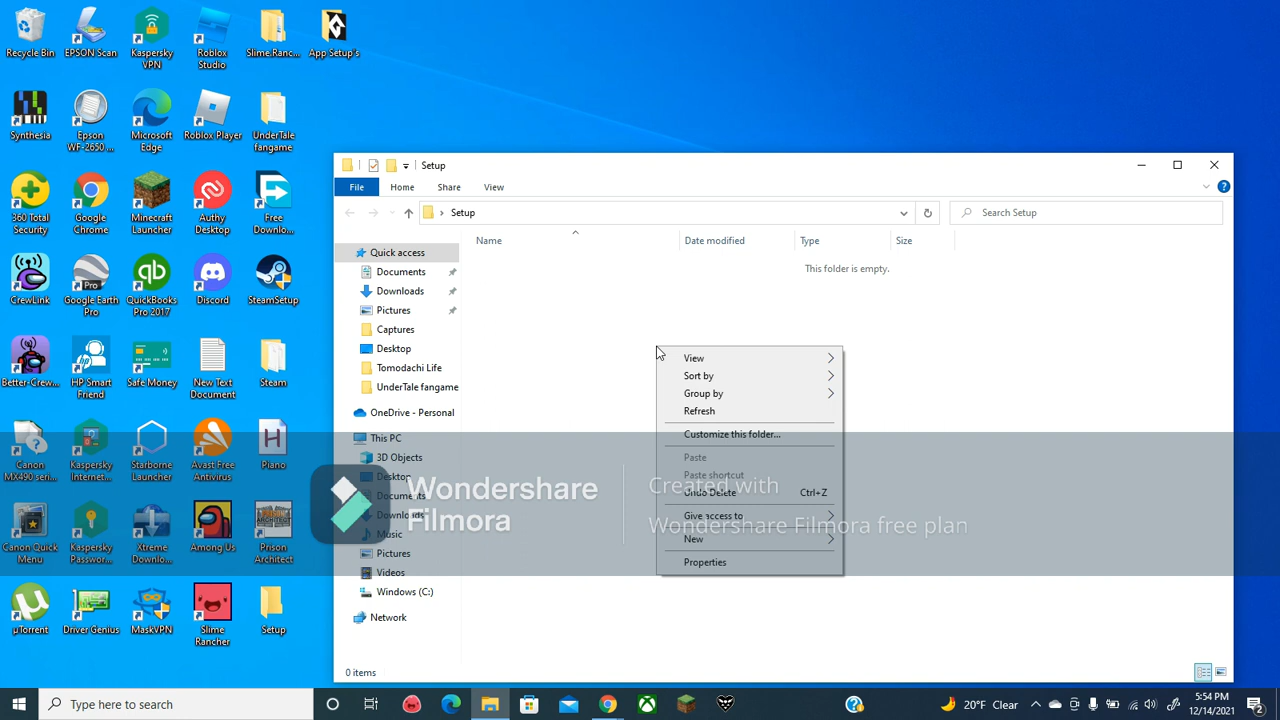 Recycle Bin
EPSON Scan
Kaspersky
VPN
Roblox
Studio
Slime.Ranc...
App Setup's
Synthesia
Epson
WF-2650 ...
Microsoft
Edge
Roblox Player
UnderTale
fangame
360 Total
Security
Google
Chrome
Minecraft
Launcher
Authy
Desktop
Free
Downlo...
CrewLink
Google Earth
Pro
QuickBooks
Pro 2017
Discord
SteamSetup
Better-Crew...
HP Smart
Friend
Safe Money
New Text
Document
Steam
Canon
MX490 seri...
Kaspersky
Internet...
Starborne
Launcher
Avast Free
Antivirus
Piano
Canon Quick
Menu
Kaspersky
Passwor...
Xtreme
Downlo...
Among Us
Prison
Architect
µTorrent
Driver Genius
MaskVPN
Slime
Rancher
Setup
Setup
File
Home
Share
View
Setup
Search Setup
Name
Date modified
Type
Size
This folder is empty.
Quick access
Documents
Downloads
Pictures
Captures
Desktop
Tomodachi Life
UnderTale fangame
OneDrive - Personal
This PC
3D Objects
Desktop
Documents
Downloads
Music
Pictures
Videos
Windows (C:)
Network
0 items
View
Sort by
Group by
Refresh
Customize this folder...
Paste
Paste shortcut
Undo Delete Ctrl+Z
Give access to
New
Properties
Wondershare
Filmora
Created with
Wondershare Filmora free plan
Type here to search
20°F Clear
5:54 PM
12/14/2021
2